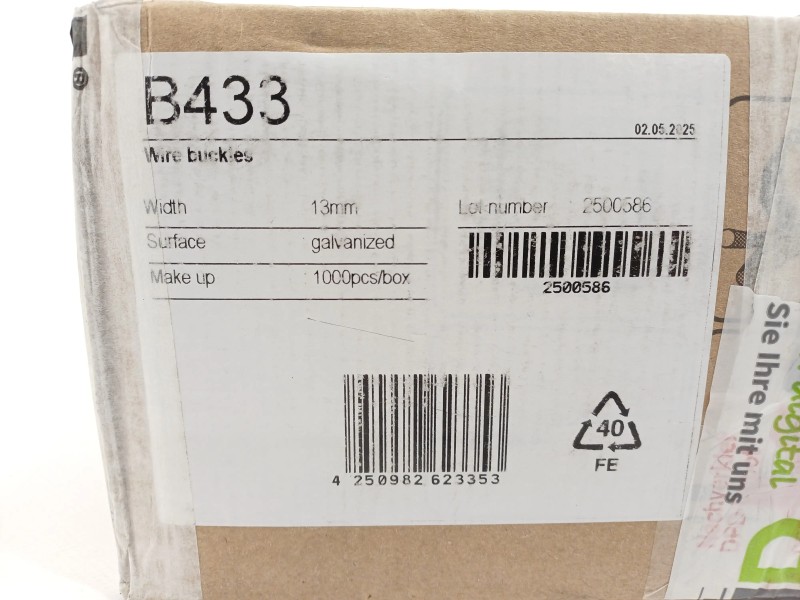 ®
B433
02.05.2025
Wire buckles
Width 13mm
Surface galvanized
Make up 1000pcs/box
Lot number 2500586
2500586
4 250982 623353
40
FE
Sie Ihre mit uns
digital